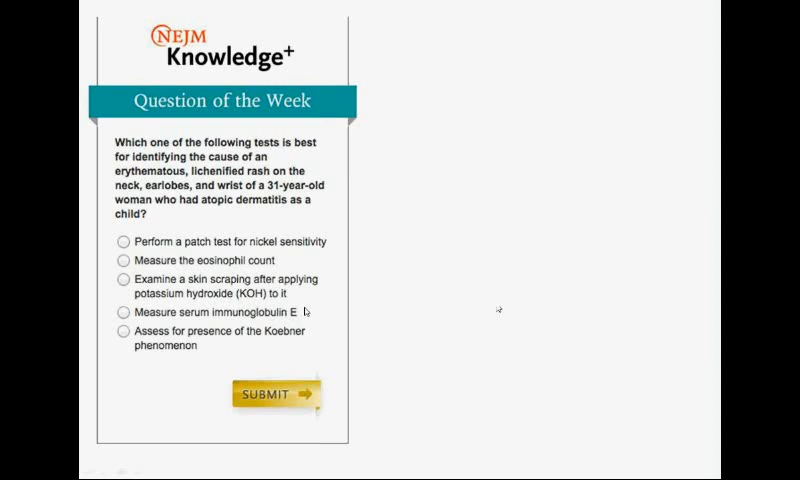 NEJM
Knowledge+
Question of the Week
Which one of the following tests is best
for identifying the cause of an
erythematous, lichenified rash on the
neck, earlobes, and wrist of a 31-year-old
woman who had atopic dermatitis as a
child?
Perform a patch test for nickel sensitivity
Measure the eosinophil count
Examine a skin scraping after applying
potassium hydroxide (KOH) to it
Measure serum immunoglobulin E
Assess for presence of the Koebner
phenomenon
SUBMIT